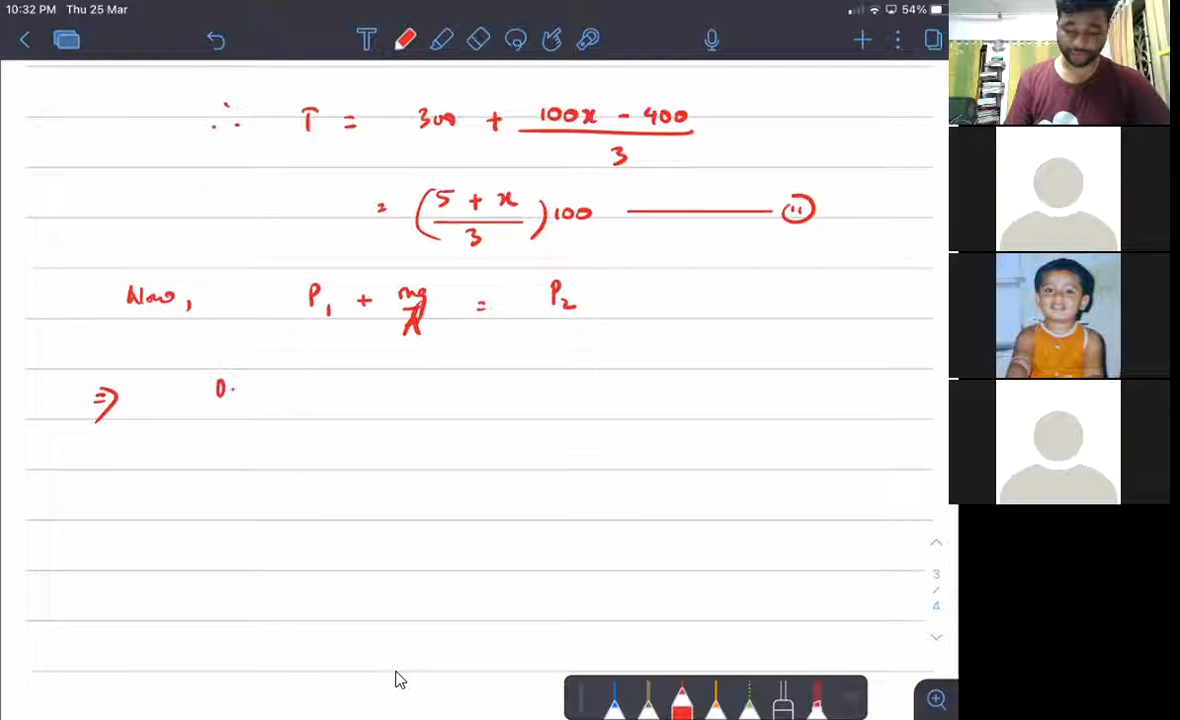 10:32 PM Thu 25 Mar
54%
∴ T = 300 + (100x - 400)/3
= ((5 + x)/3)100 ——— (ii)
Now, P₁ + mg/A = P₂
⇒ 0.
3
/
4